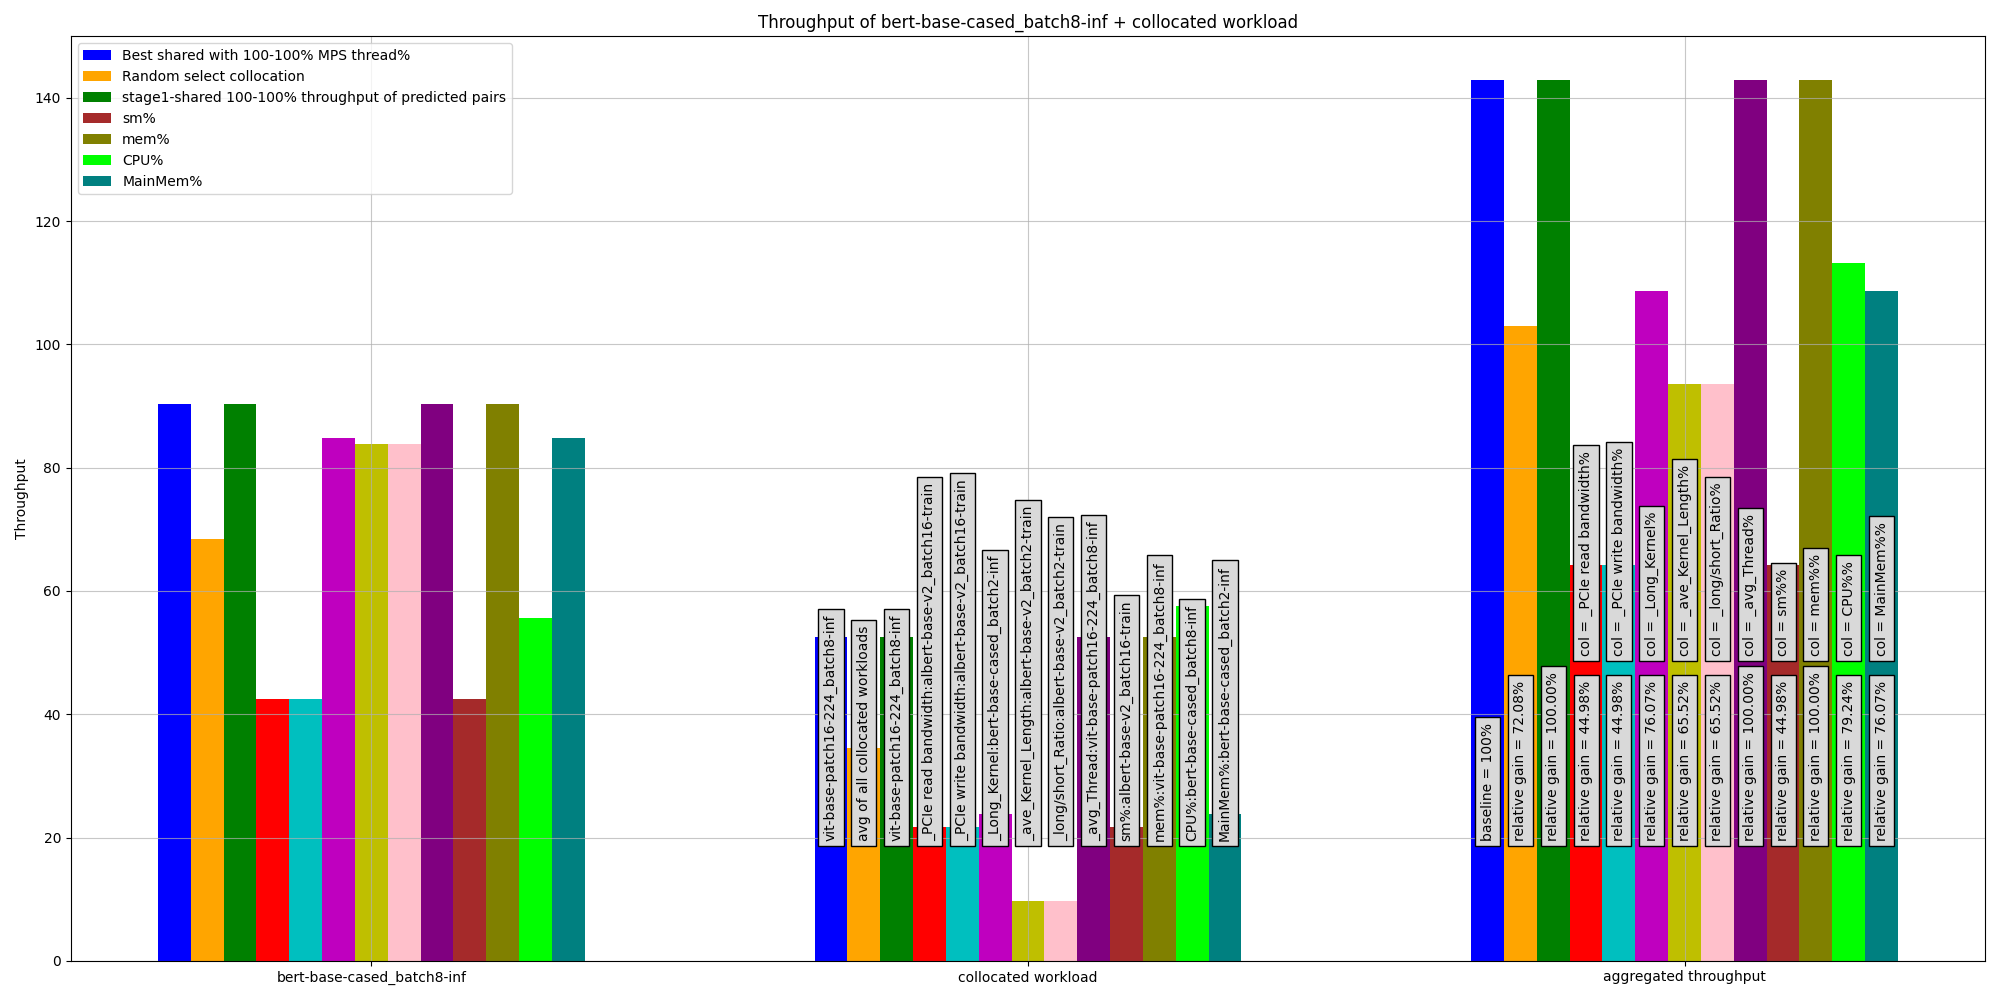 Throughput of bert-base-cased_batch8-inf + collocated workload
Best shared with 100-100% MPS thread%
Random select collocation
stage1-shared 100-100% throughput of predicted pairs
sm%
mem%
CPU%
MainMem%
Throughput
140
120
100
80
60
40
20
0
vit-base-patch16-224_batch8-inf
avg of all collocated workloads
vit-base-patch16-224_batch8-inf
_PCIe read bandwidth:albert-base-v2_batch16-train
_PCIe write bandwidth:albert-base-v2_batch16-train
_Long_Kernel:bert-base-cased_batch2-inf
_ave_Kernel_Length:albert-base-v2_batch2-train
_long/short_Ratio:albert-base-v2_batch2-train
_avg_Thread:vit-base-patch16-224_batch8-inf
sm%:albert-base-v2_batch16-train
mem%:vit-base-patch16-224_batch8-inf
CPU%:bert-base-cased_batch8-inf
MainMem%:bert-base-cased_batch2-inf
col = _PCIe read bandwidth%
col = _PCIe write bandwidth%
col = _Long_Kernel%
col = _ave_Kernel_Length%
col = _long/short_Ratio%
col = _avg_Thread%
col = sm%%
col = mem%%
col = CPU%%
col = MainMem%%
baseline = 100%
relative gain = 72.08%
relative gain = 100.00%
relative gain = 44.98%
relative gain = 44.98%
relative gain = 76.07%
relative gain = 65.52%
relative gain = 65.52%
relative gain = 100.00%
relative gain = 44.98%
relative gain = 100.00%
relative gain = 79.24%
relative gain = 76.07%
bert-base-cased_batch8-inf
collocated workload
aggregated throughput